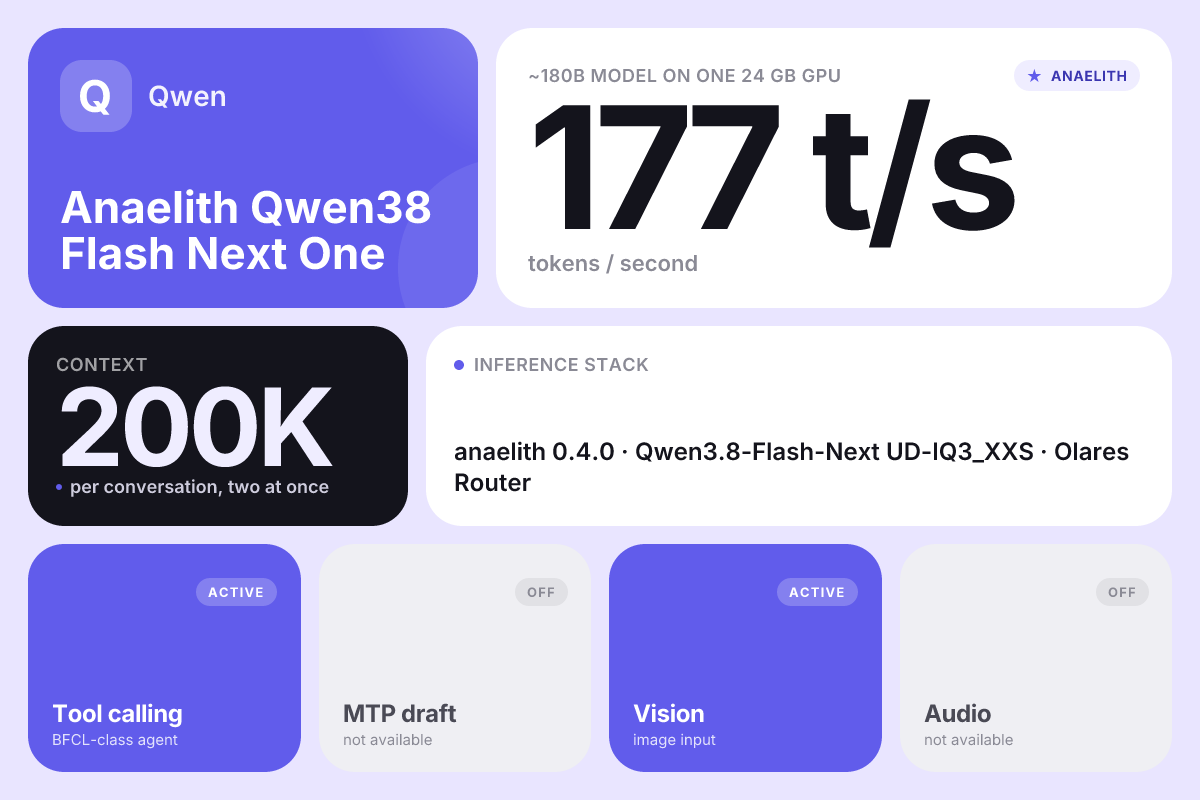 Q
Qwen
Anaelith Qwen38
Flash Next One
~180B MODEL ON ONE 24 GB GPU
★ ANAELITH
177 t/s
tokens / second
CONTEXT
200K
• per conversation, two at once
• INFERENCE STACK
anaelith 0.4.0 · Qwen3.8-Flash-Next UD-IQ3_XXS · Olares
Router
ACTIVE
Tool calling
BFCL-class agent
OFF
MTP draft
not available
ACTIVE
Vision
image input
OFF
Audio
not available